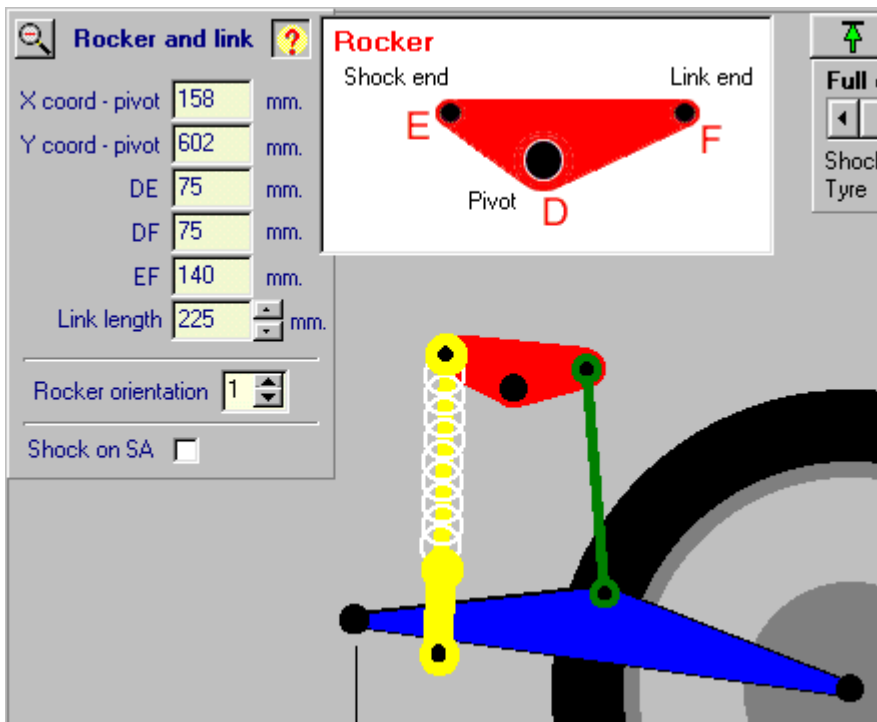 Rocker and link ?
X coord - pivot 158 mm.
Y coord - pivot 602 mm.
DE 75 mm.
DF 75 mm.
EF 140 mm.
Link length 225 mm.
Rocker orientation 1
Shock on SA
Rocker
Shock end Link end
E F
Pivot D
Full
Shock
Tyre